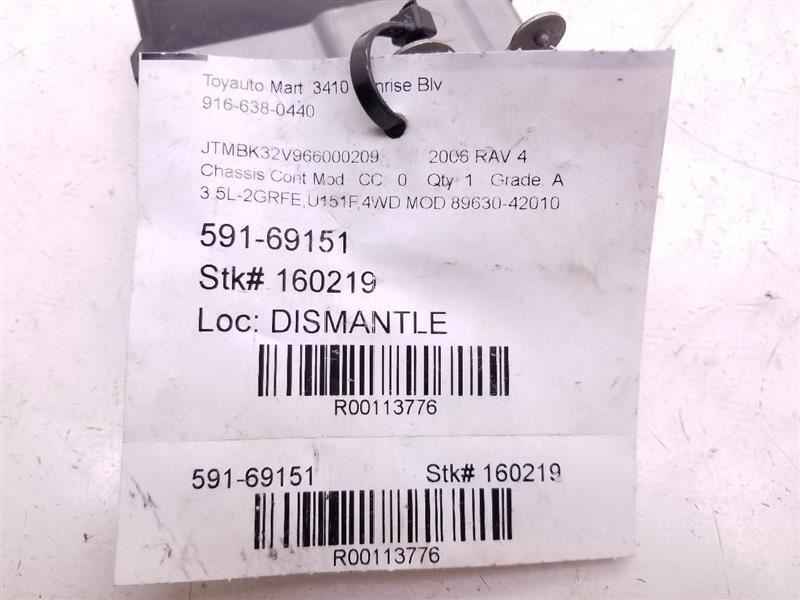 Toyauto Mart 3410 nrise Blv
916-638-0440
JTMBK32V966000209 2006 RAV 4
Chassis Cont Mod CC 0 Qty 1 Grade A
3.5L-2GRFE,U151F,4WD MOD 89630-42010
591-69151
Stk# 160219
Loc: DISMANTLE
R00113776
591-69151 Stk# 160219
R00113776